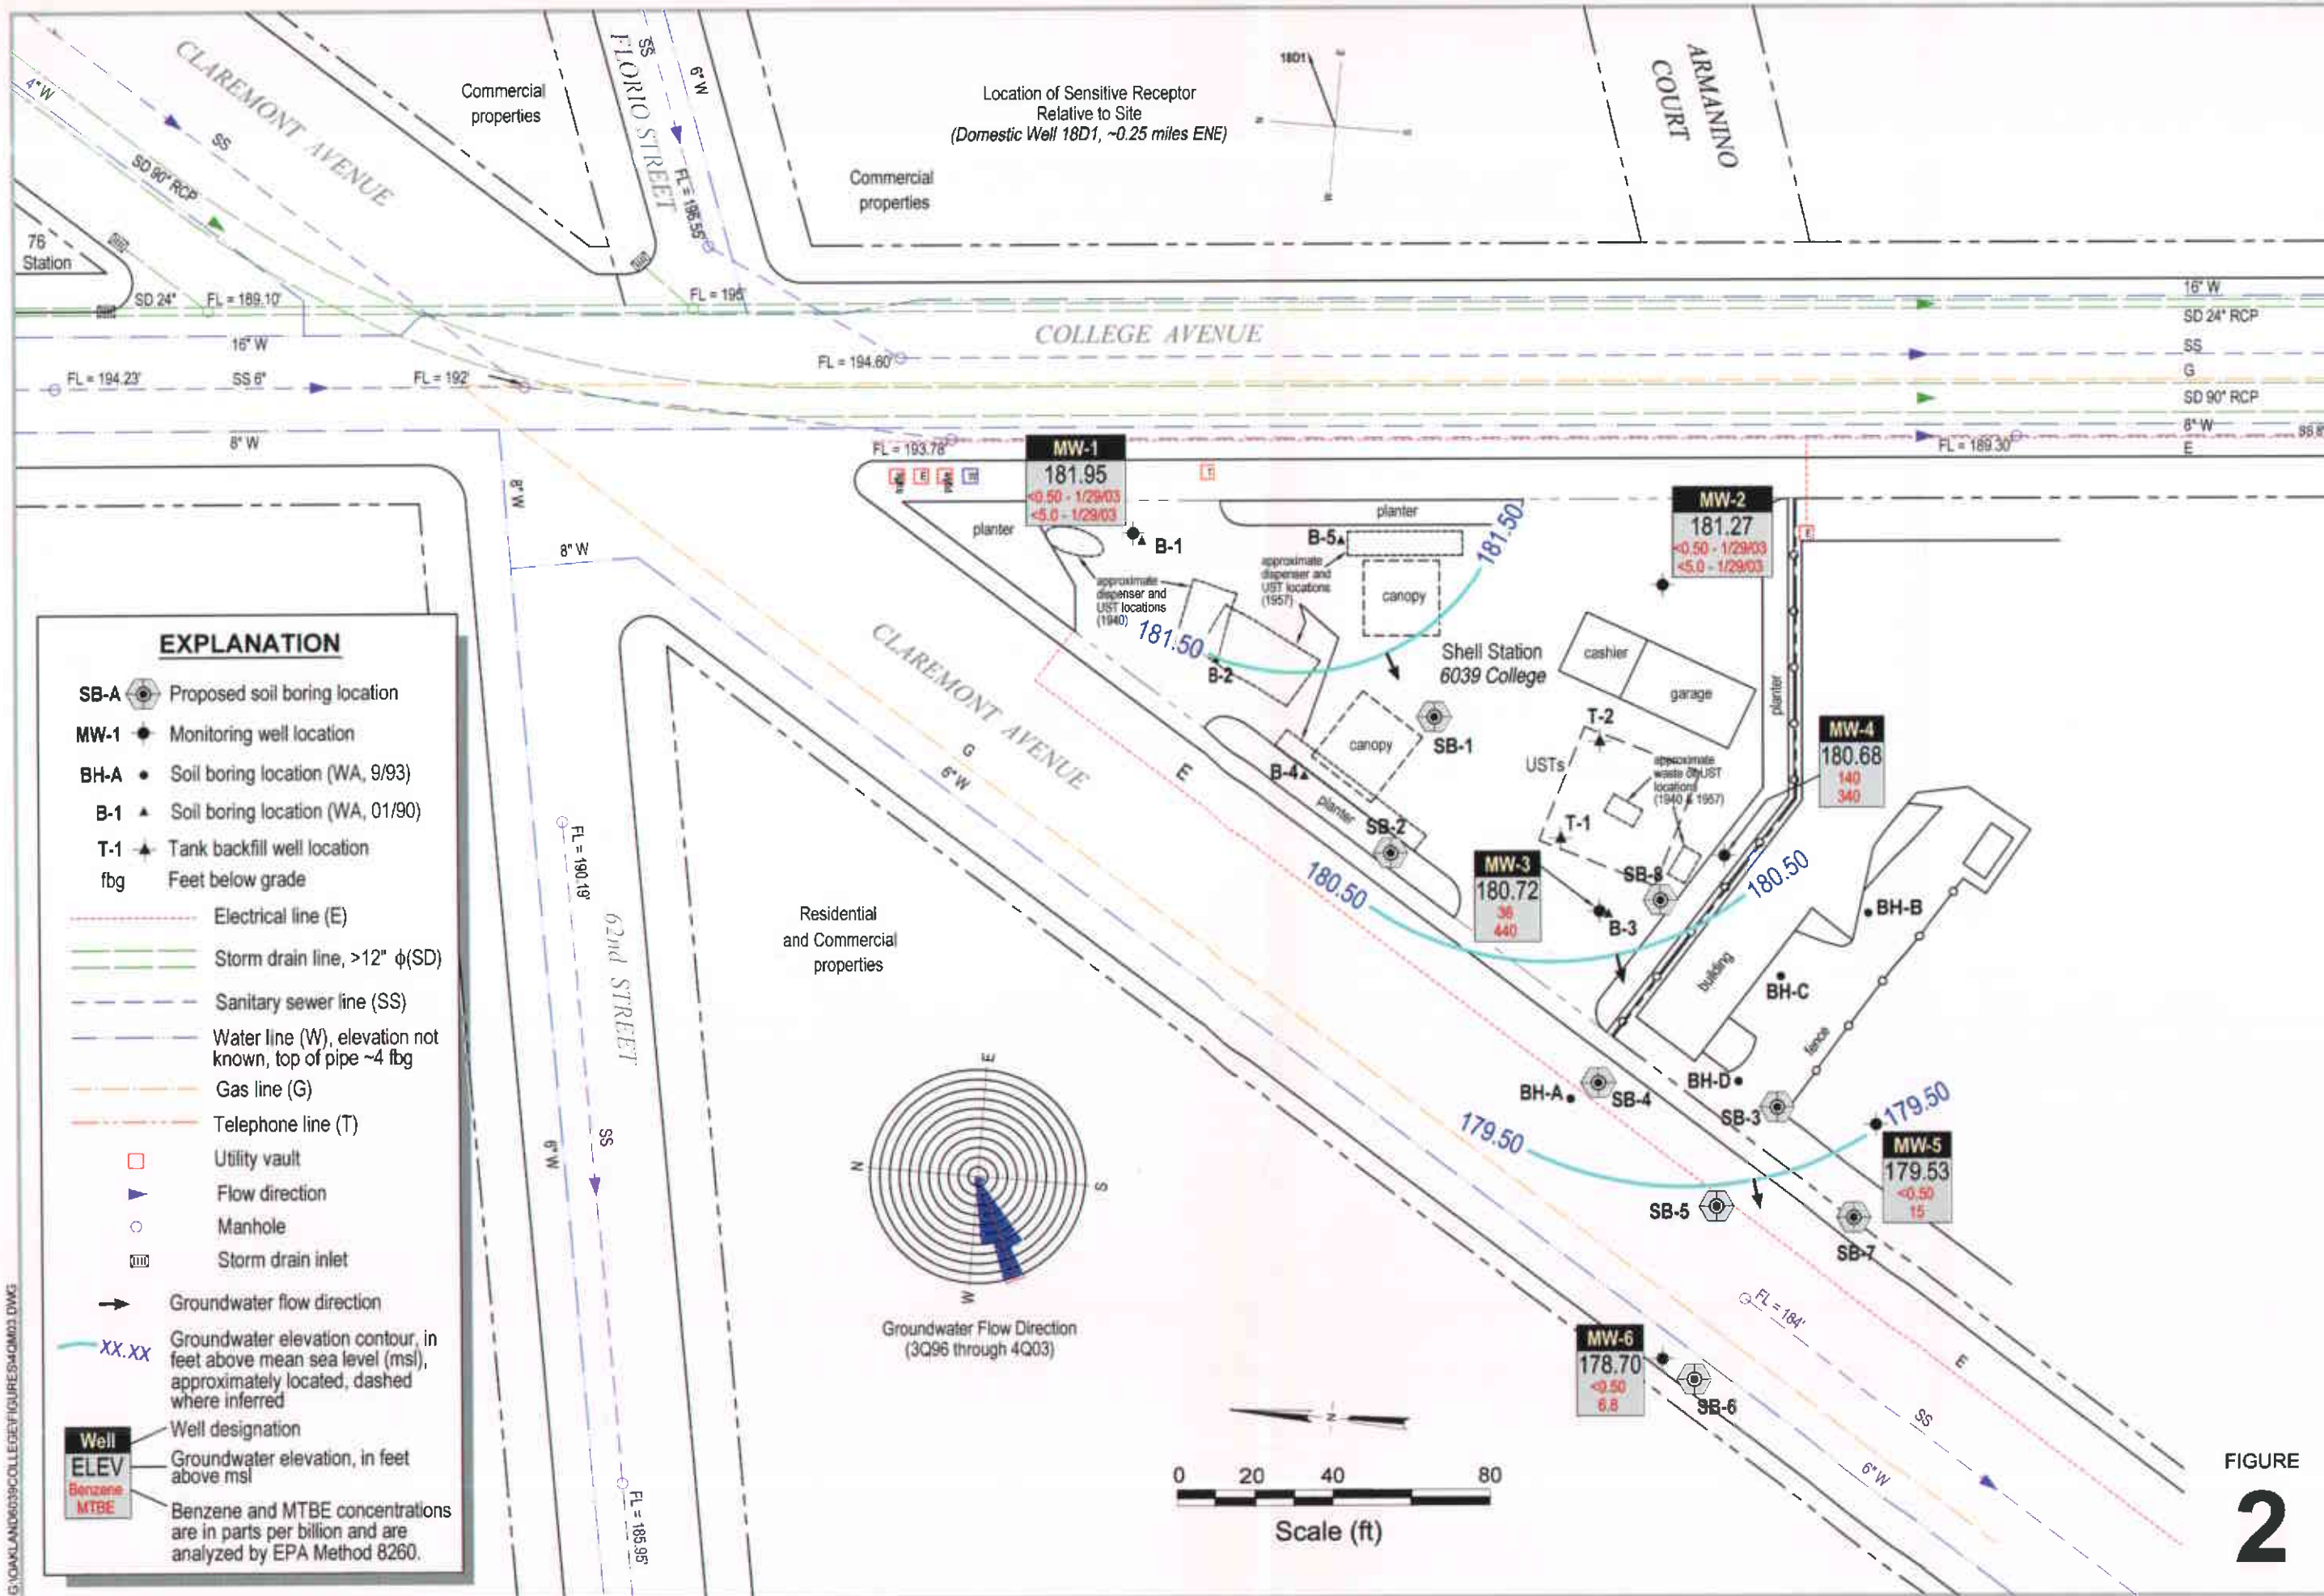 CLAREMONT AVENUE
4" W
SS
SD 90" RCP
Commercial
properties
FLORIO STREET
SS
6" W
FL = 196.55'
Location of Sensitive Receptor
Relative to Site
(Domestic Well 18D1, ~0.25 miles ENE)
18D1
E
N
S
W
Commercial
properties
ARMANINO
COURT
76
Station
SD 24"
FL = 189.10'
FL = 195'
16" W
FL = 194.23'
SS 6"
FL = 192'
8" W
COLLEGE AVENUE
FL = 194.60'
16" W
SD 24" RCP
SS
G
SD 90" RCP
8" W
E
FL = 193.78'
FL = 189.30'
8" W
8" W
E
T
E
MW-1
181.95
<0.50 - 1/29/03
<5.0 - 1/29/03
planter
B-1
planter
B-5
approximate
dispenser and
UST locations
(1940)
approximate
dispenser and
UST locations
(1957)
canopy
181.50
181.50
MW-2
181.27
<0.50 - 1/29/03
<5.0 - 1/29/03
B-2
Shell Station
6039 College
cashier
garage
planter
canopy
SB-1
T-2
USTs
approximate
waste oil UST
locations
(1940 & 1957)
MW-4
180.68
140
340
B-4
planter
SB-2
T-1
MW-3
180.72
36
440
SB-8
B-3
180.50
180.50
BH-B
building
BH-C
fence
CLAREMONT AVENUE
G
6" W
E
FL = 190.19'
62nd STREET
Residential
and Commercial
properties
SS
6" W
FL = 185.95'
BH-A
SB-4
BH-D
SB-3
179.50
179.50
MW-5
179.53
<0.50
15
SB-5
SB-7
FL = 184'
E
SS
MW-6
178.70
<0.50
6.8
SB-6
6" W
E
N
S
W
Groundwater Flow Direction
(3Q96 through 4Q03)
N
0 20 40 80
Scale (ft)
EXPLANATION
SB-A Proposed soil boring location
MW-1 Monitoring well location
BH-A Soil boring location (WA, 9/93)
B-1 Soil boring location (WA, 01/90)
T-1 Tank backfill well location
fbg Feet below grade
Electrical line (E)
Storm drain line, >12" ϕ(SD)
Sanitary sewer line (SS)
Water line (W), elevation not
known, top of pipe ~4 fbg
Gas line (G)
Telephone line (T)
Utility vault
Flow direction
Manhole
Storm drain inlet
Groundwater flow direction
XX.XX Groundwater elevation contour, in
feet above mean sea level (msl),
approximately located, dashed
where inferred
Well Well designation
ELEV Groundwater elevation, in feet
above msl
Benzene
MTBE Benzene and MTBE concentrations
are in parts per billion and are
analyzed by EPA Method 8260.
G:\OAKLAND6039COLLEGE\FIGURES\4QM03.DWG
FIGURE
2